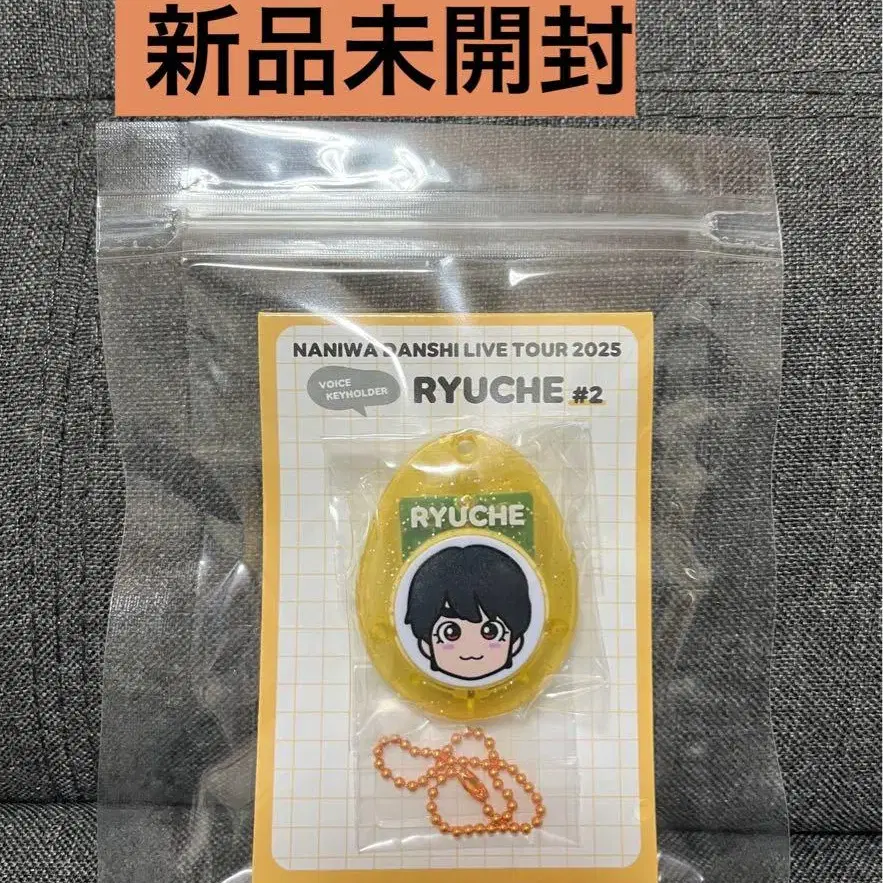 新品未開封
NANIWA DANSHI LIVE TOUR 2025
VOICE
KEYHOLDER
RYUCHE #2
RYUCHE